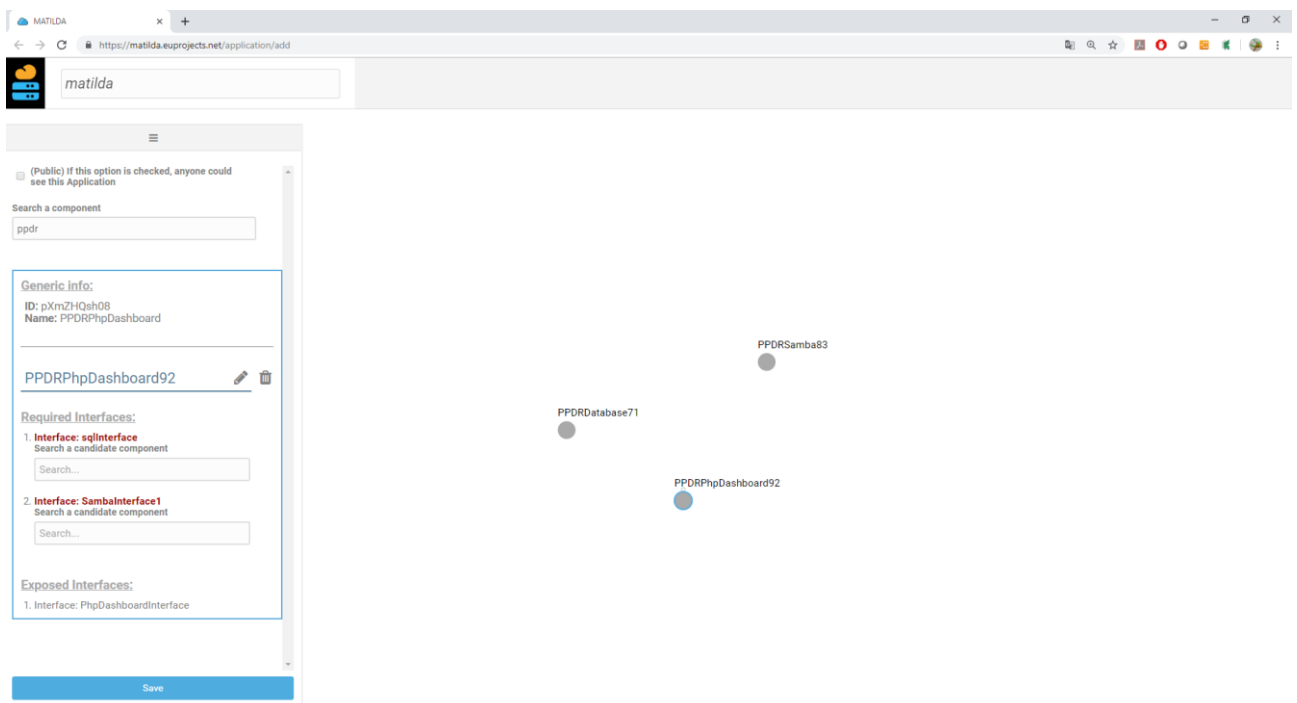 MATILDA
https://matilda.euprojects.net/application/add
matilda
(Public) If this option is checked, anyone could
see this Application
Search a component
ppdr
Generic info:
ID: pXmZHQsh08
Name: PPDRPhpDashboard
PPDRPhpDashboard92
Required Interfaces:
1. Interface: sqlInterface
Search a candidate component
Search...
2. Interface: SambaInterface1
Search a candidate component
Search...
Exposed Interfaces:
1. Interface: PhpDashboardInterface
Save
PPDRSamba83
PPDRDatabase71
PPDRPhpDashboard92